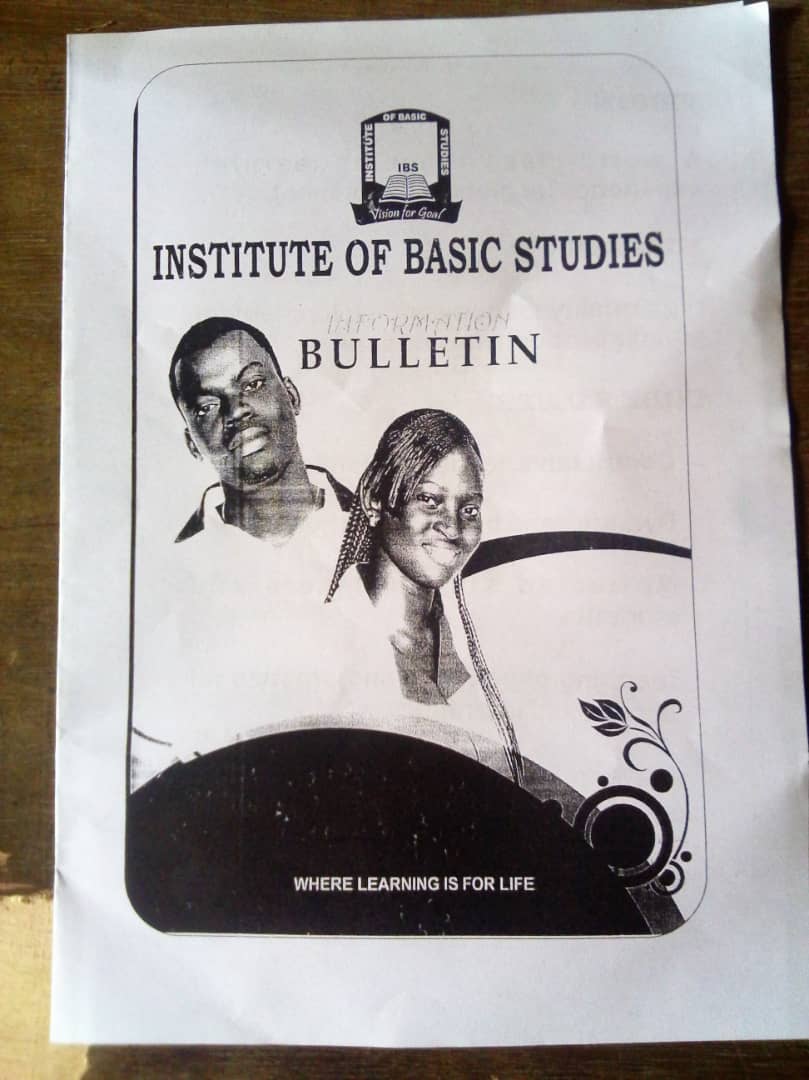 OF BASIC
INSTITUTE
STUDIES
IBS
Vision for Goal
INSTITUTE OF BASIC STUDIES
INFORMATION
BULLETIN
WHERE LEARNING IS FOR LIFE